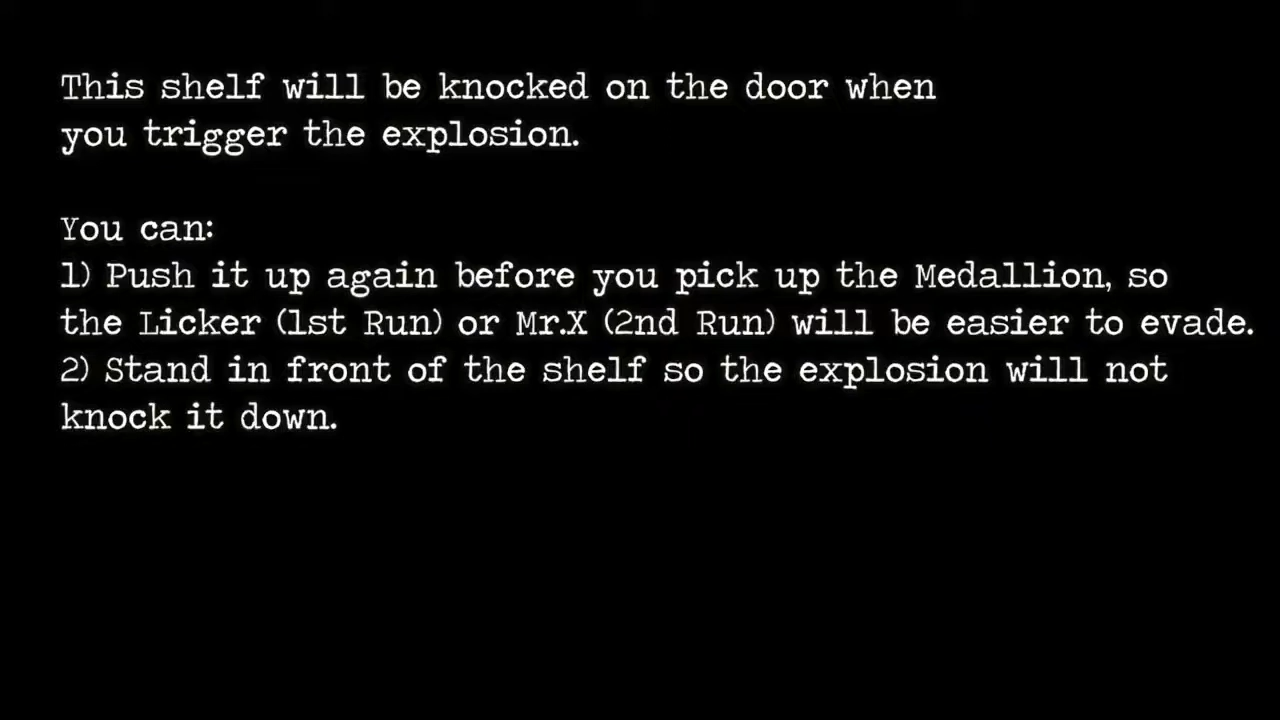 This shelf will be knocked on the door when
you trigger the explosion.
You can:
1) Push it up again before you pick up the Medallion, so
the Licker (1st Run) or Mr.X (2nd Run) will be easier to evade.
2) Stand in front of the shelf so the explosion will not
knock it down.